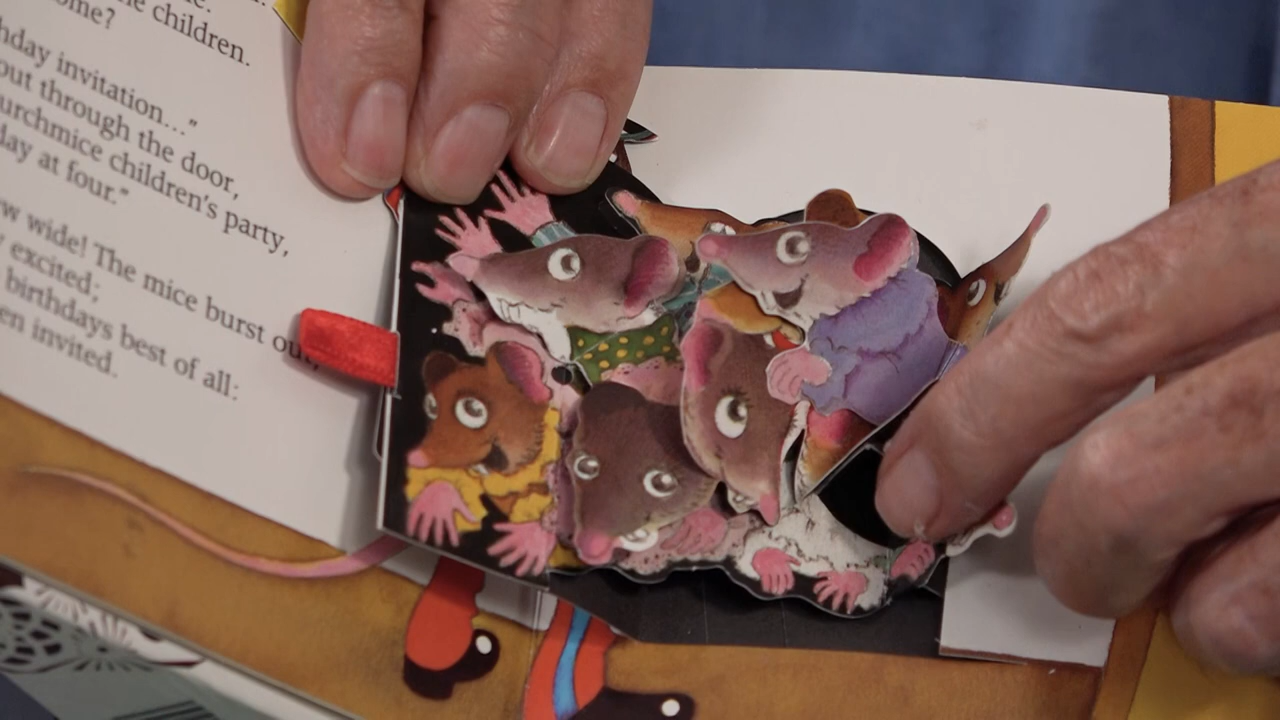 the children.
ome?
hday invitation..."
out through the door,
urchmice children's party,
day at four."
w wide! The mice burst ou
excited;
birthdays best of all:
en invited.